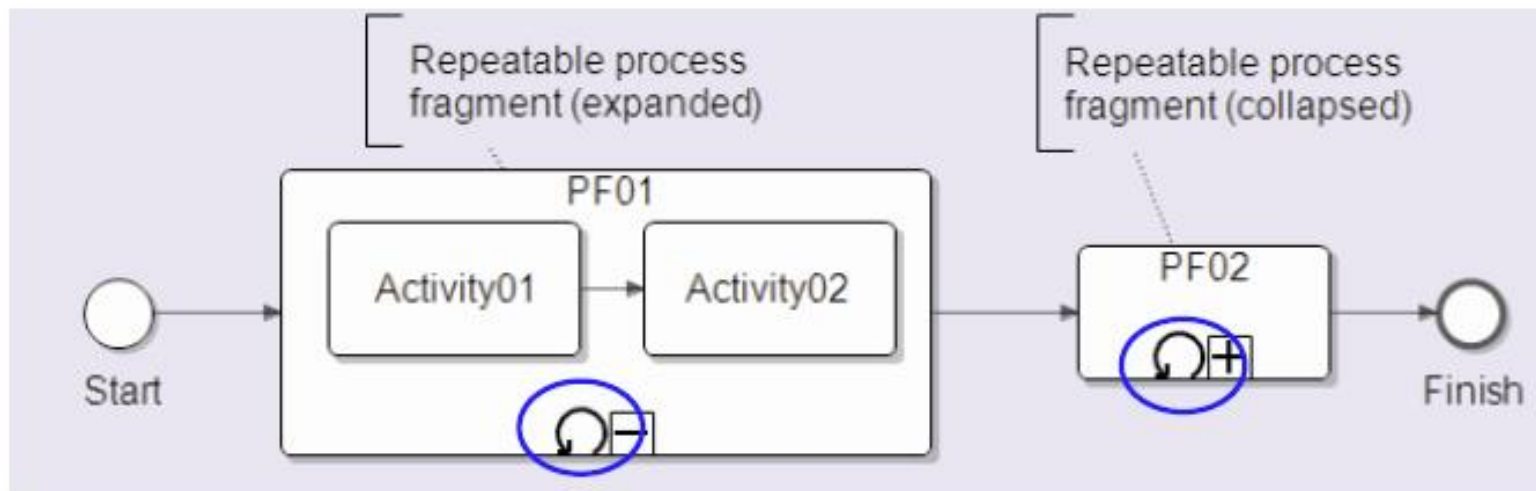 Repeatable process
fragment (expanded)
Repeatable process
fragment (collapsed)
PF01
Activity01
Activity02
PF02
Start
Finish